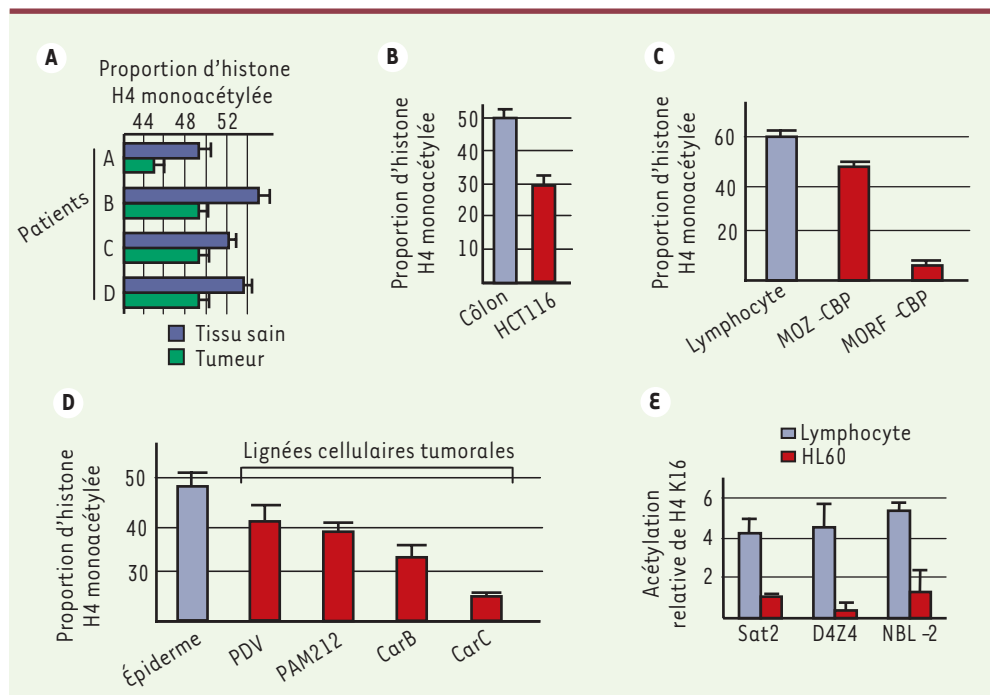 A
Proportion d'histone
H4 monoacétylée
44 48 52
Patients
A
B
C
D
Tissu sain
Tumeur
B
Proportion d'histone
H4 monoacétylée
50
40
30
20
10
Côlon
HCT116
C
Proportion d'histone
H4 monoacétylée
60
40
20
Lymphocyte
MOZ -CBP
MORF -CBP
D
Lignées cellulaires tumorales
Proportion d'histone
H4 monoacétylée
50
40
30
Épiderme
PDV
PAM212
CarB
CarC
E
Lymphocyte
HL60
Acétylation
relative de H4 K16
6
4
2
Sat2
D4Z4
NBL -2